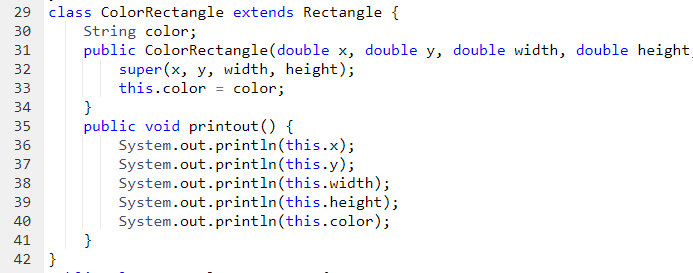 29 class ColorRectangle extends Rectangle {
30     String color;
31     public ColorRectangle(double x, double y, double width, double height
32         super(x, y, width, height);
33         this.color = color;
34     }
35     public void printout() {
36         System.out.println(this.x);
37         System.out.println(this.y);
38         System.out.println(this.width);
39         System.out.println(this.height);
40         System.out.println(this.color);
41     }
42 }